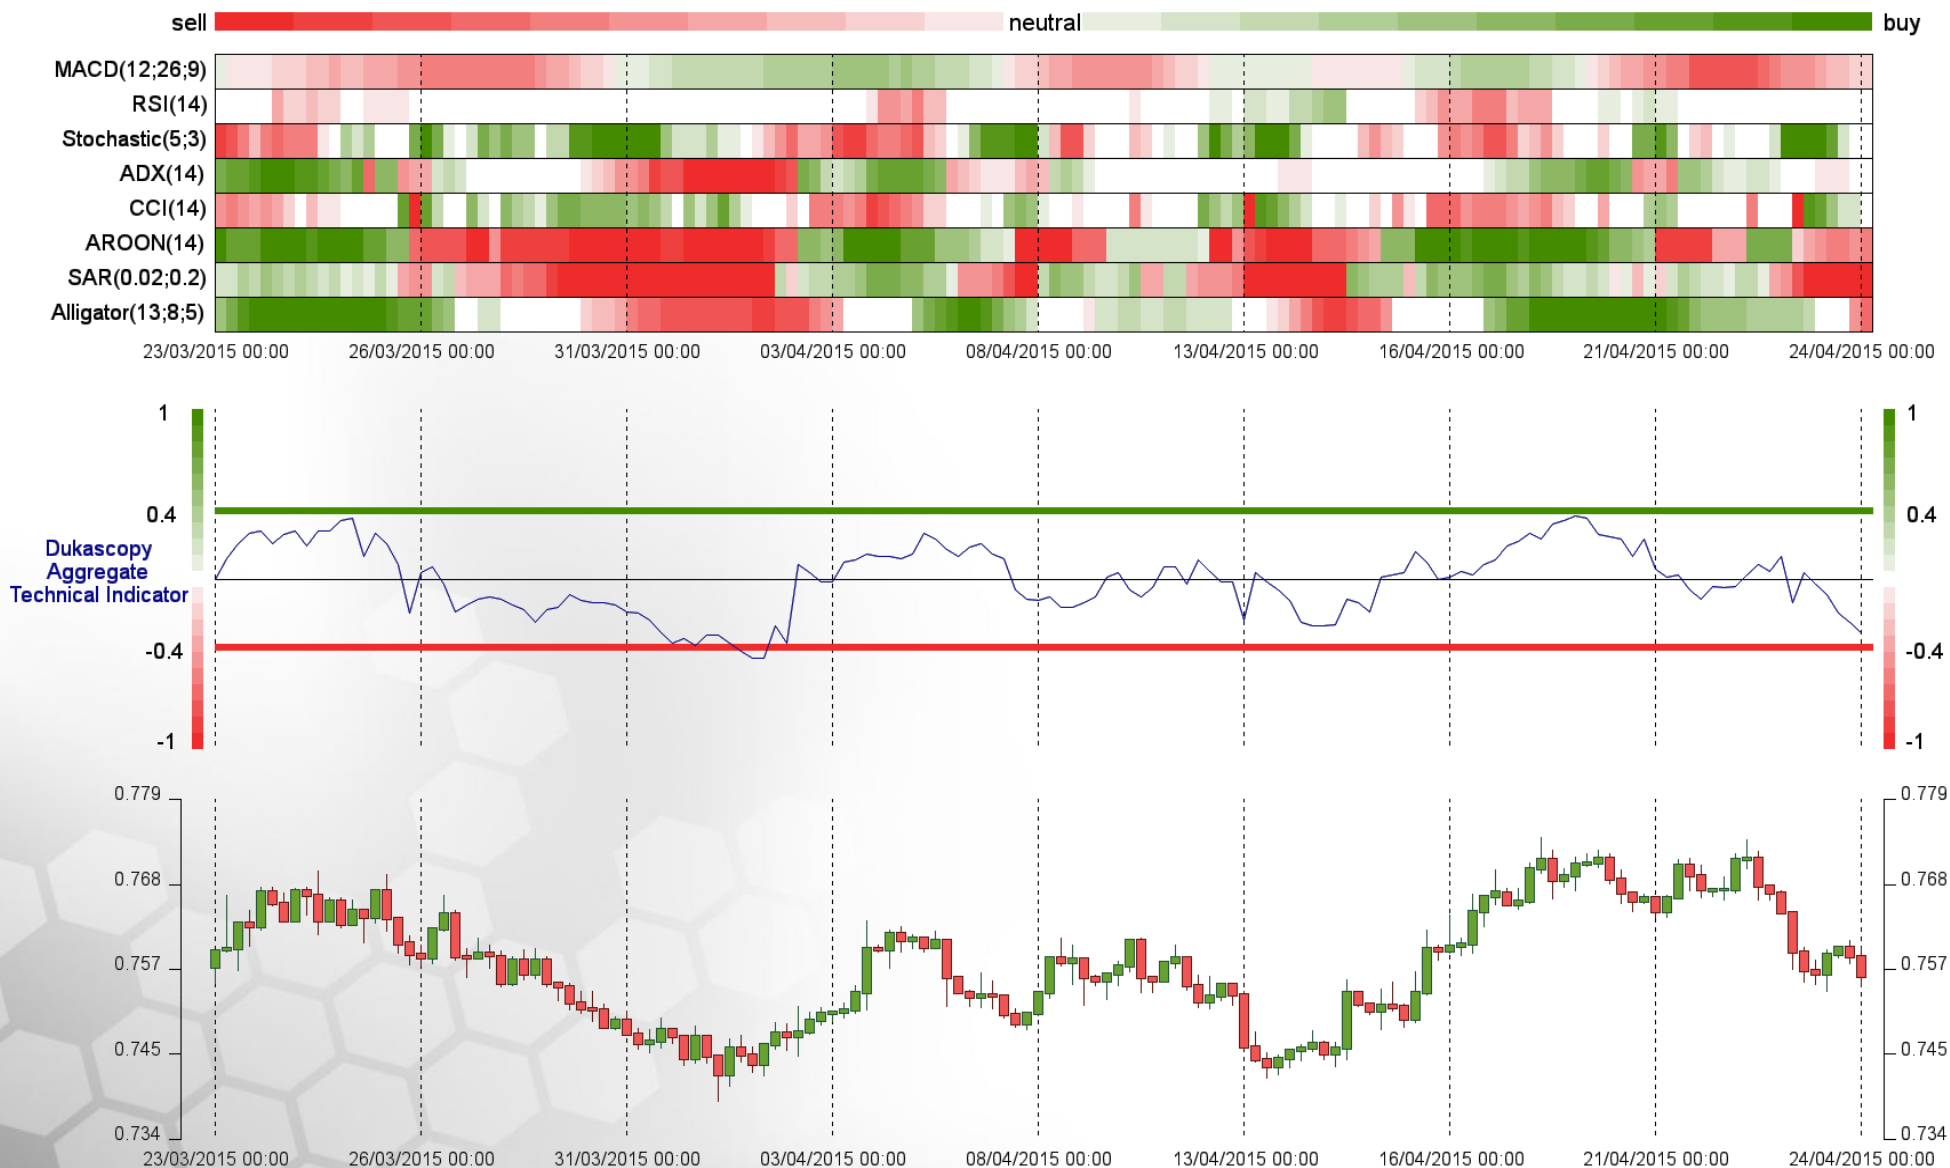 sell neutral buy
MACD(12;26;9)
RSI(14)
Stochastic(5;3)
ADX(14)
CCI(14)
AROON(14)
SAR(0.02;0.2)
Alligator(13;8;5)
23/03/2015 00:00 26/03/2015 00:00 31/03/2015 00:00 03/04/2015 00:00 08/04/2015 00:00 13/04/2015 00:00 16/04/2015 00:00 21/04/2015 00:00 24/04/2015 00:00
1 1
0.4 0.4
Dukascopy
Aggregate
Technical Indicator
-0.4 -0.4
-1 -1
0.779 0.779
0.768 0.768
0.757 0.757
0.745 0.745
0.734 0.734
23/03/2015 00:00 26/03/2015 00:00 31/03/2015 00:00 03/04/2015 00:00 08/04/2015 00:00 13/04/2015 00:00 16/04/2015 00:00 21/04/2015 00:00 24/04/2015 00:00